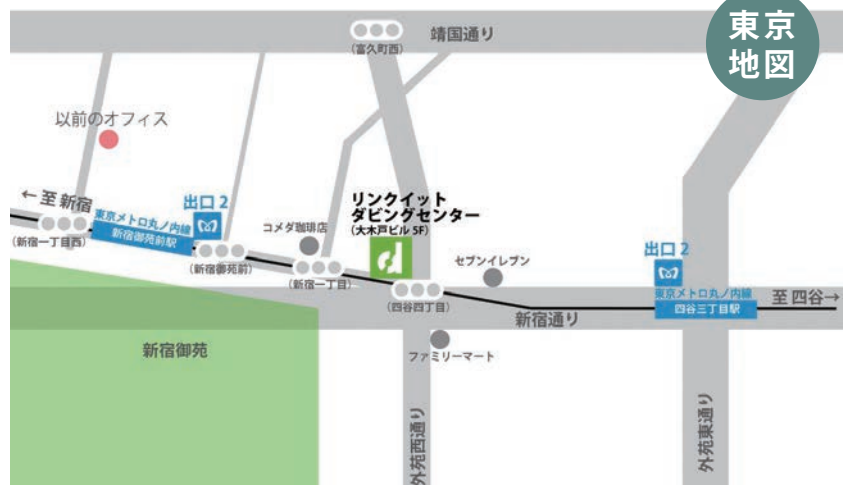 東京
地図
靖国通り
(富久町西)
以前のオフィス
← 至 新宿
東京メトロ丸ノ内線
新宿御苑前駅
出口 2
(新宿一丁目西)
(新宿御苑前)
コメダ珈琲店
(新宿一丁目)
リンクイット
ダビングセンター
(大木戸ビル 5F)
セブンイレブン
(四谷四丁目)
出口 2
東京メトロ丸ノ内線
四谷三丁目駅
至 四谷→
新宿通り
新宿御苑
ファミリーマート
外苑西通り
外苑東通り